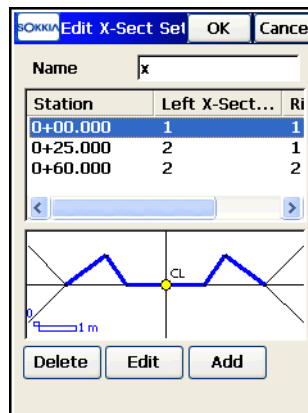 SOKKIA Edit X-Sect Set OK Cance
Name x
Station Left X-Sect... Ri
0+00.000 1 1
0+25.000 2 1
0+60.000 2 2
CL
0
1 m
Delete Edit Add